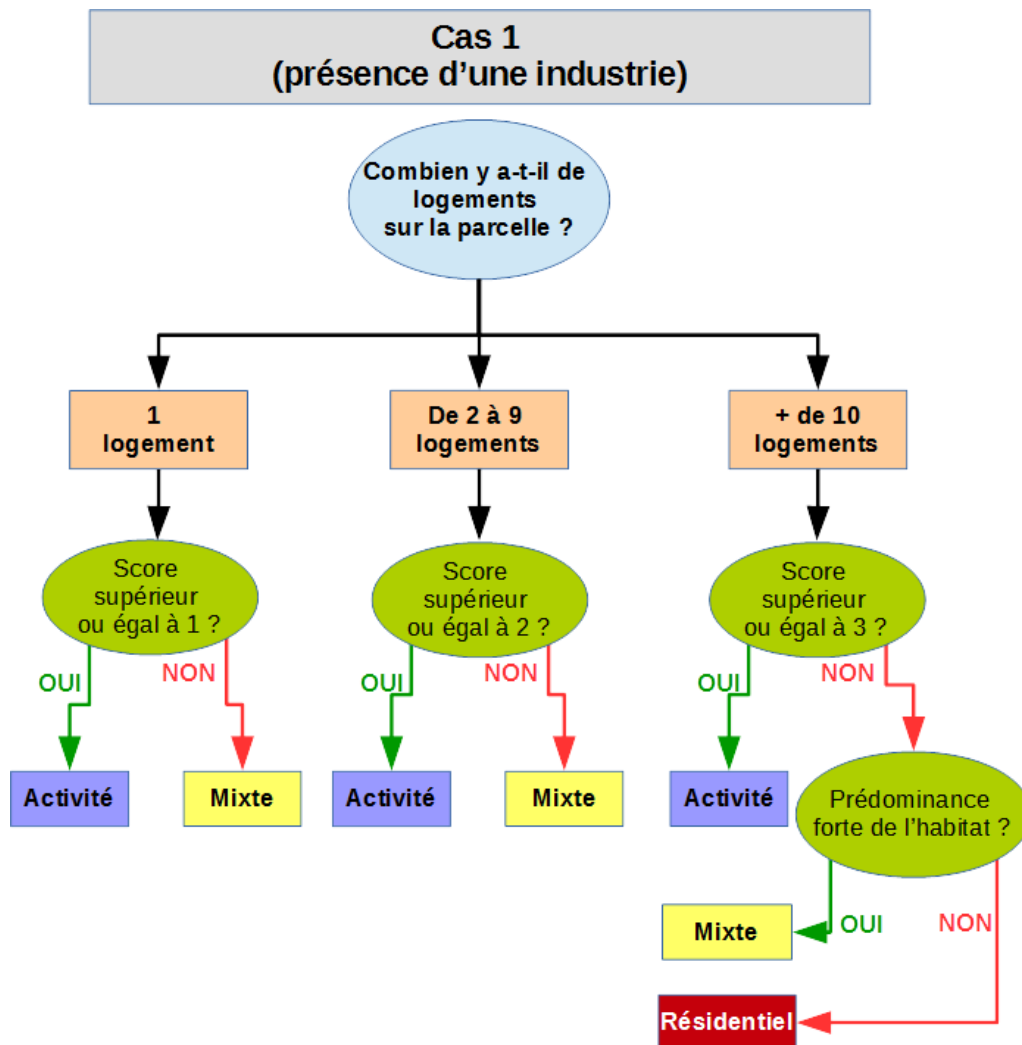 Cas 1
(présence d’une industrie)
Combien y a-t-il de
logements
sur la parcelle ?
1
logement
De 2 à 9
logements
+ de 10
logements
Score
supérieur
ou égal à 1 ?
Score
supérieur
ou égal à 2 ?
Score
supérieur
ou égal à 3 ?
OUI
NON
OUI
NON
OUI
NON
Activité
Mixte
Activité
Mixte
Activité
Prédominance
forte de l’habitat ?
Mixte
OUI
NON
Résidentiel